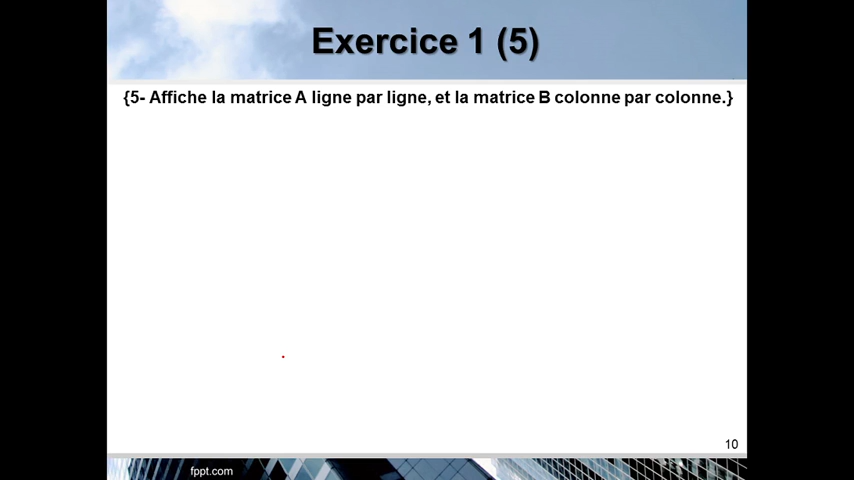 Exercice 1 (5)
{5- Affiche la matrice A ligne par ligne, et la matrice B colonne par colonne.}
10
fppt.com